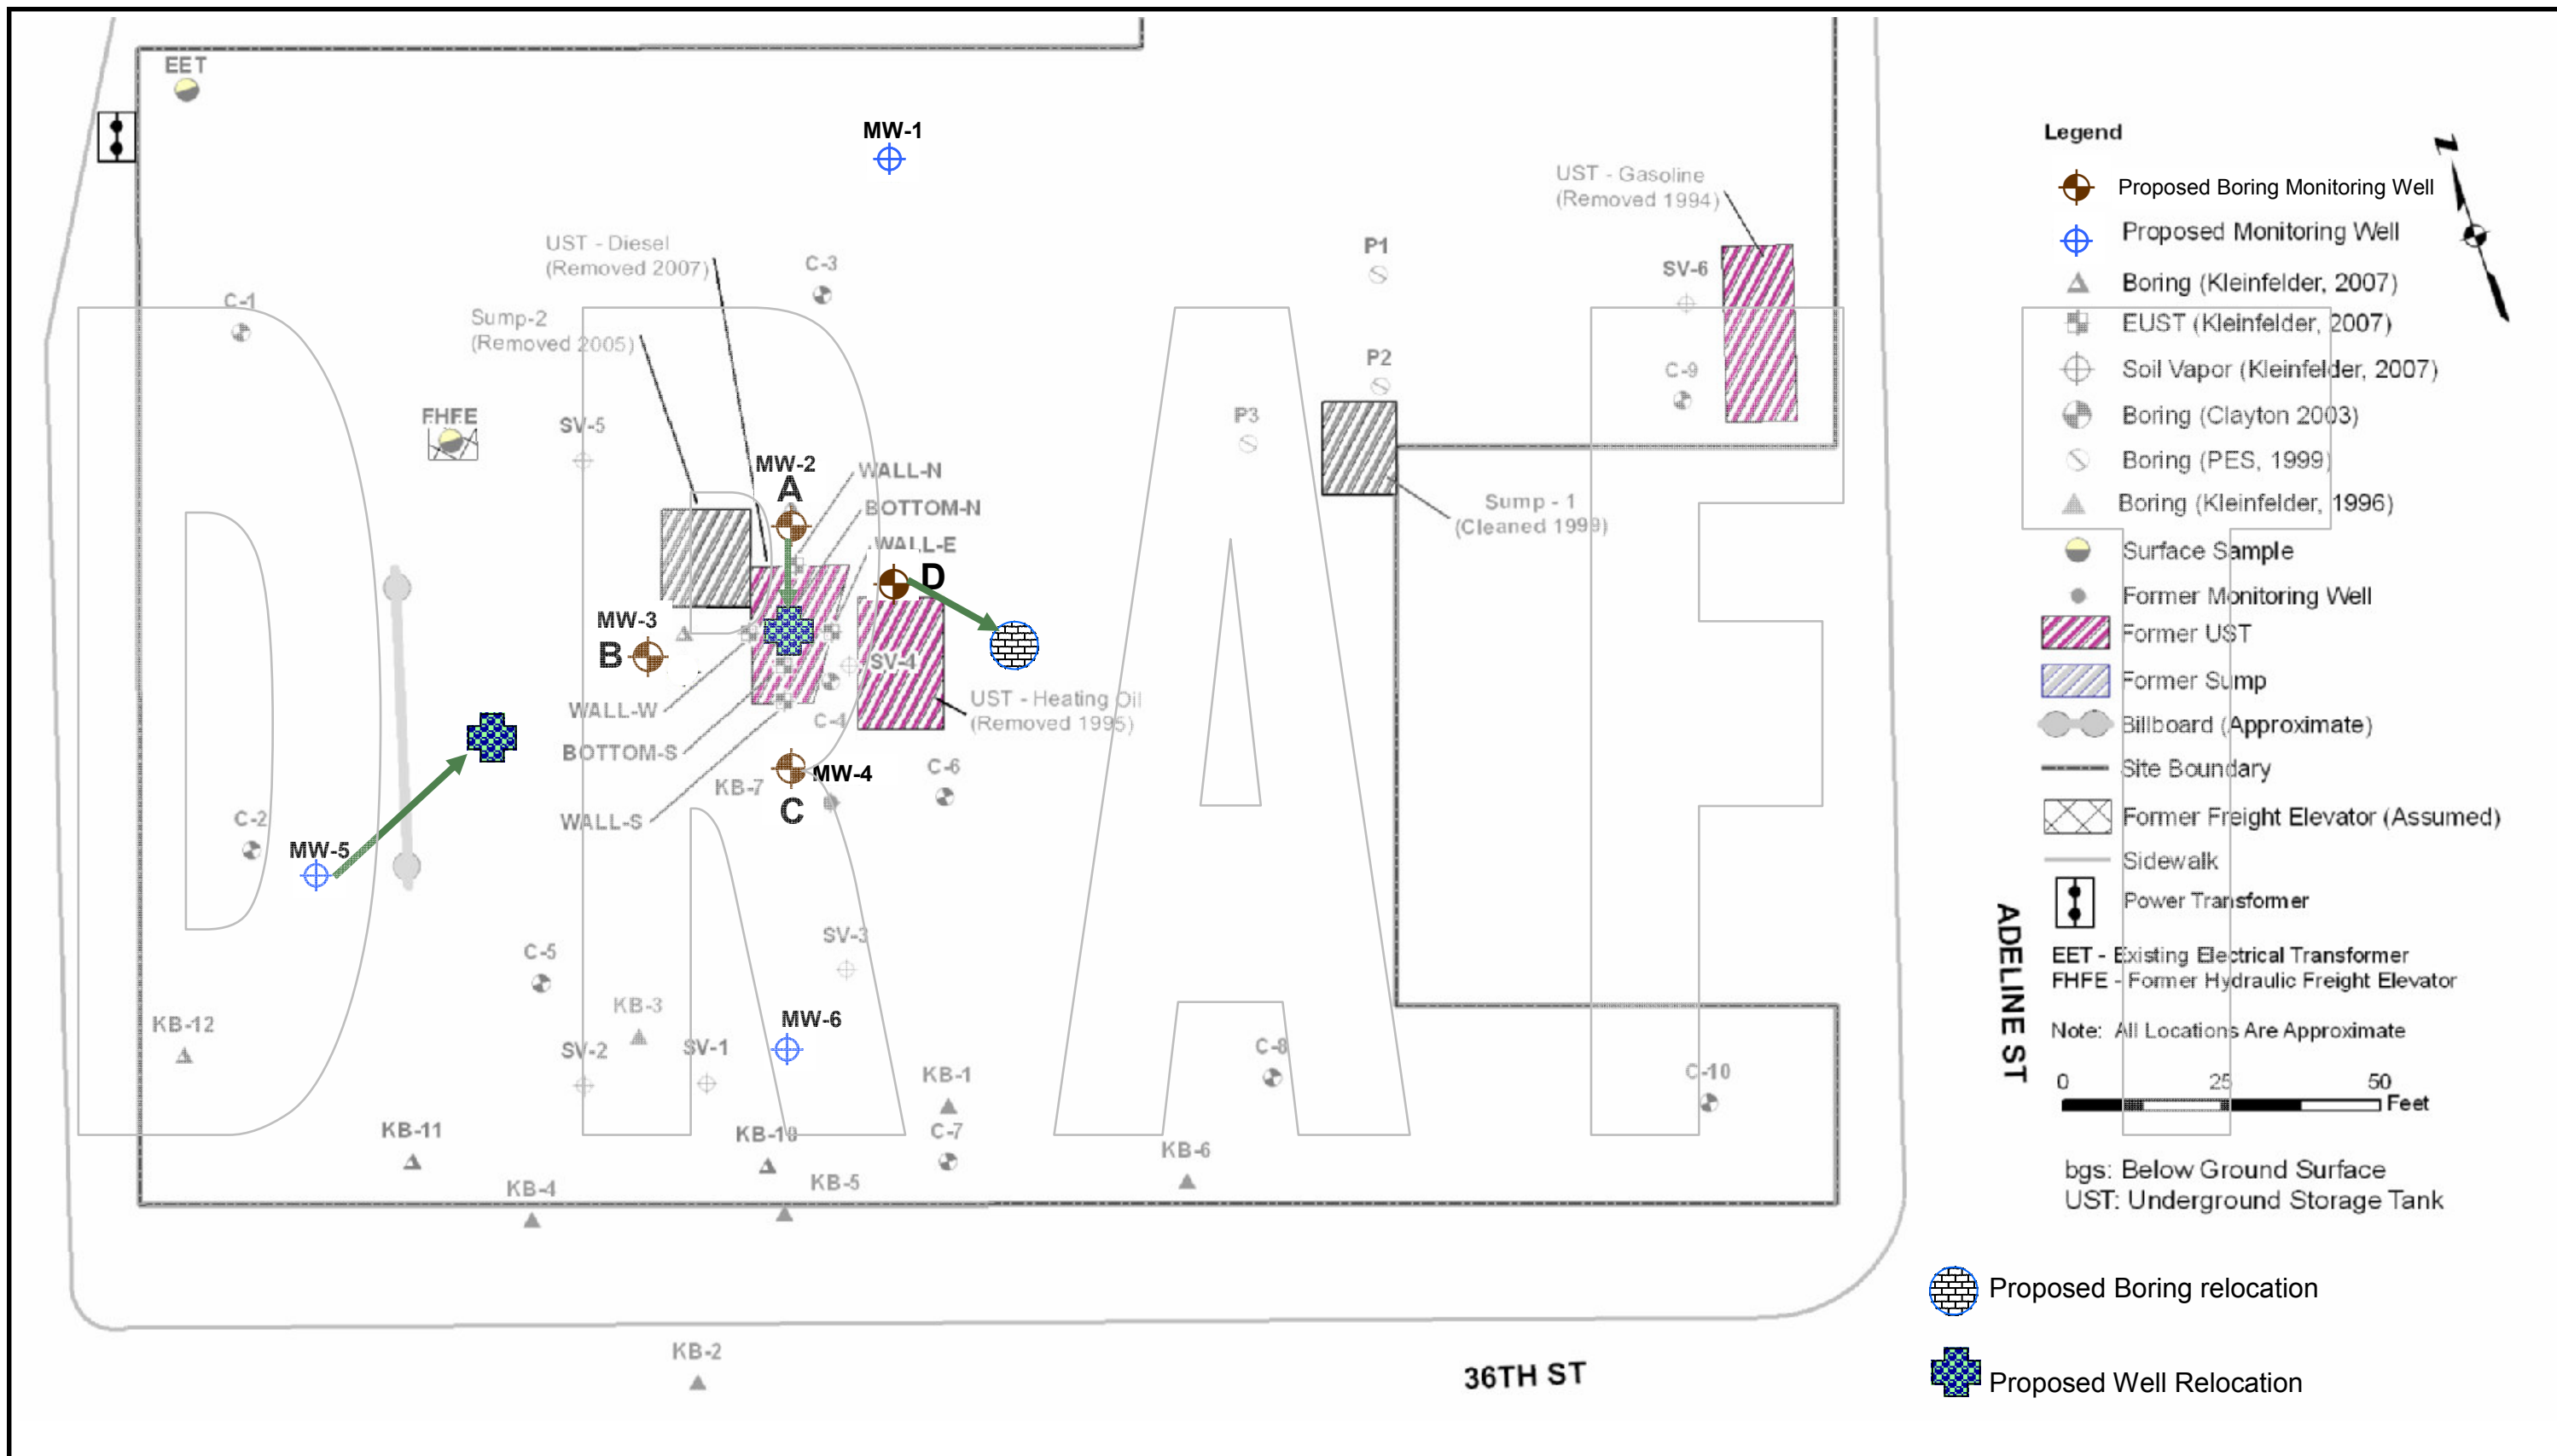 EET
MW-1
Legend
Proposed Boring Monitoring Well
Proposed Monitoring Well
Boring (Kleinfelder, 2007)
EUST (Kleinfelder, 2007)
Soil Vapor (Kleinfelder, 2007)
Boring (Clayton 2003)
Boring (PES, 1999)
Boring (Kleinfelder, 1996)
Surface Sample
Former Monitoring Well
Former UST
Former Sump
Billboard (Approximate)
Site Boundary
Former Freight Elevator (Assumed)
Sidewalk
Power Transformer
EET - Existing Electrical Transformer
FHFE - Former Hydraulic Freight Elevator
Note: All Locations Are Approximate
0 25 50
Feet
bgs: Below Ground Surface
UST: Underground Storage Tank
Proposed Boring relocation
Proposed Well Relocation
Z
UST - Gasoline
(Removed 1994)
UST - Diesel
(Removed 2007)
C-3
P1
SV-6
C-1
Sump-2
(Removed 2005)
P2
C-9
FHFE
SV-5
P3
MW-2
A
WALL-N
BOTTOM-N
WALL-E
Sump - 1
(Cleaned 1999)
D
MW-3
B
SV-4
UST - Heating Oil
(Removed 1995)
WALL-W
C-4
BOTTOM-S
MW-4
C-6
KB-7
C
WALL-S
C-2
MW-5
SV-3
C-5
KB-3
MW-6
KB-12
SV-2
SV-1
C-8
KB-1
C-10
KB-11
KB-10
C-7
KB-6
KB-4
KB-5
KB-2
36TH ST
ADELINE ST
DRAFT